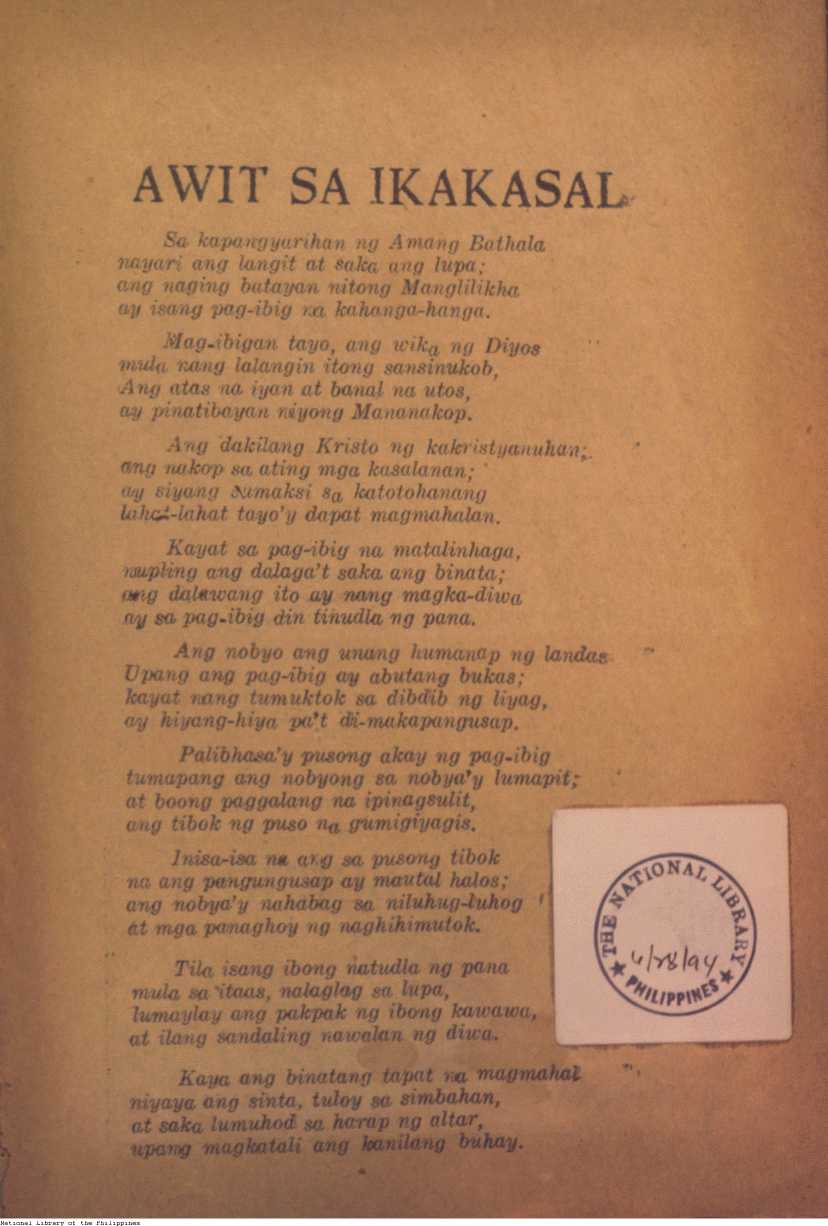 AWIT SA IKAKASAL
Sa kapangyarihan ng Amang Bathala
nayari ang langit at saka ang lupa;
ang naging batayan nitong Manglilikha
ay isang pag-ibig na kahanga-hanga.
Mag-ibigan tayo, ang wika ng Diyos
mula nang lalangin itong sansinukob,
Ang atas na iyan at banal na utos,
ay pinatibayan niyong Mananakop.
Ang dakilang Kristo ng kakristyanuhan;
ang nakop sa ating mga kasalanan;
ay siyang sumaksi sa katotohanang
lahat-lahat tayo'y dapat magmahalan.
Kayat sa pag-ibig na matalinhaga,
nupling ang dalaga't saka ang binata;
ang dalawang ito ay nang magka-diwa
ay sa pag-ibig din tinudla ng pana.
Ang nobyo ang unang humanap ng landas
Upang ang pag-ibig ay abutang bukas;
kayat nang tumuktok sa dibdib ng liyag,
ay hiyang-hiya pa't di-makapangusap.
Palibhasa'y pusong akay ng pag-ibig
tumapang ang nobyong sa nobya'y lumapit;
at boong paggalang na ipinagsulit,
ang tibok ng puso na gumigiyagis.
Inisa-isa na ang sa pusong tibok
na ang pangungusap ay mautal halos;
ang nobya'y nahabag sa niluhug-luhog
at mga panaghoy ng naghihimutok.
Tila isang ibong natudla ng pana
mula sa itaas, nalaglag sa lupa,
lumaylay ang pakpak ng ibong kawawa,
at ilang sandaling nawalan ng diwa.
Kaya ang binatang tapat na magmahal
niyaya ang sinta, tuloy sa simbahan,
at saka lumuhod sa harap ng altar,
upang magkatali ang kanilang buhay.
THE NATIONAL LIBRARY
4/28/94
★ PHILIPPINES ★
National Library of the Philippines